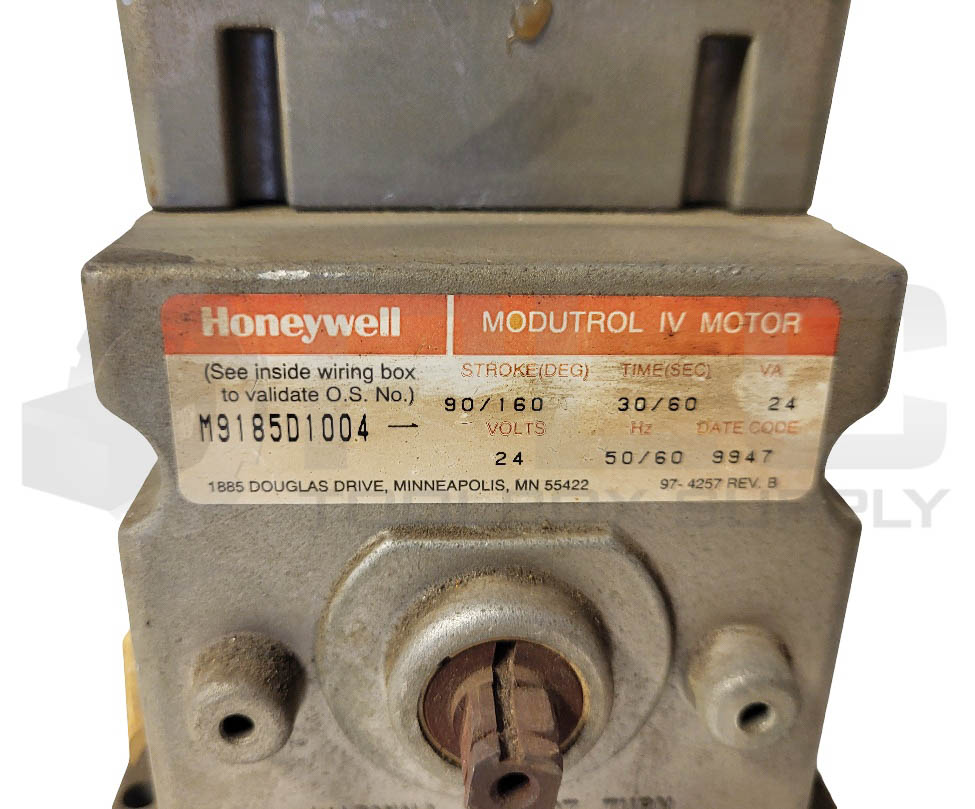 Honeywell
MODUTROL IV MOTOR
(See inside wiring box
to validate O.S. No.)
M9185D1004 —
STROKE(DEG) TIME(SEC) VA
90/160 30/60 24
VOLTS Hz DATE CODE
24 50/60 9947
1885 DOUGLAS DRIVE, MINNEAPOLIS, MN 55422
97-4257 REV. B
SUPPLY
TURN